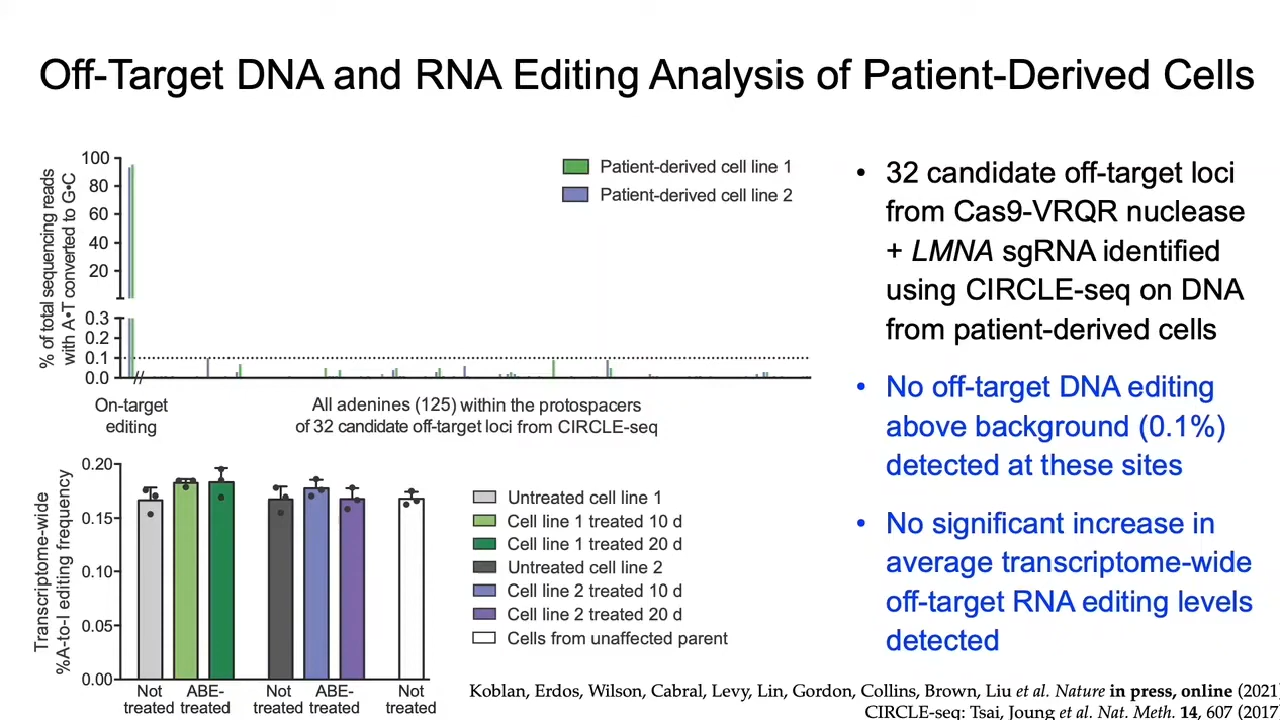 Off-Target DNA and RNA Editing Analysis of Patient-Derived Cells
% of total sequencing reads
with A•T converted to G•C
100
80
60
40
20
0.3
0.2
0.1
0.0
Patient-derived cell line 1
Patient-derived cell line 2
On-target
editing
All adenines (125) within the protospacers
of 32 candidate off-target loci from CIRCLE-seq
Transcriptome-wide
%A-to-I editing frequency
0.20
0.15
0.10
0.05
0.00
Not
treated
ABE-
treated
Not
treated
ABE-
treated
Not
treated
Untreated cell line 1
Cell line 1 treated 10 d
Cell line 1 treated 20 d
Untreated cell line 2
Cell line 2 treated 10 d
Cell line 2 treated 20 d
Cells from unaffected parent
• 32 candidate off-target loci
from Cas9-VRQR nuclease
+ LMNA sgRNA identified
using CIRCLE-seq on DNA
from patient-derived cells
• No off-target DNA editing
above background (0.1%)
detected at these sites
• No significant increase in
average transcriptome-wide
off-target RNA editing levels
detected
Koblan, Erdos, Wilson, Cabral, Levy, Lin, Gordon, Collins, Brown, Liu et al. Nature in press, online (2021)
CIRCLE-seq: Tsai, Joung et al. Nat. Meth. 14, 607 (2017